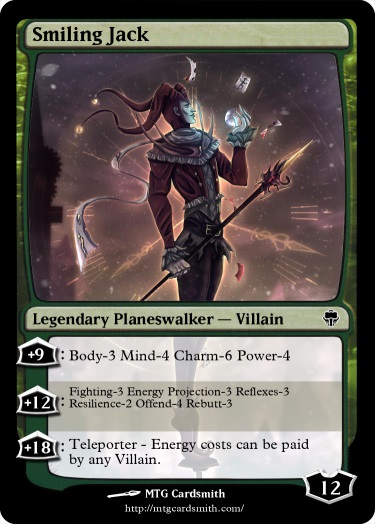 Smiling Jack
Legendary Planeswalker — Villain
+9 : Body-3 Mind-4 Charm-6 Power-4
+12 : Fighting-3 Energy Projection-3 Reflexes-3
Resilience-2 Offend-4 Rebutt-3
+18 : Teleporter - Energy costs can be paid
by any Villain.
12
MTG Cardsmith
http://mtgcardsmith.com/